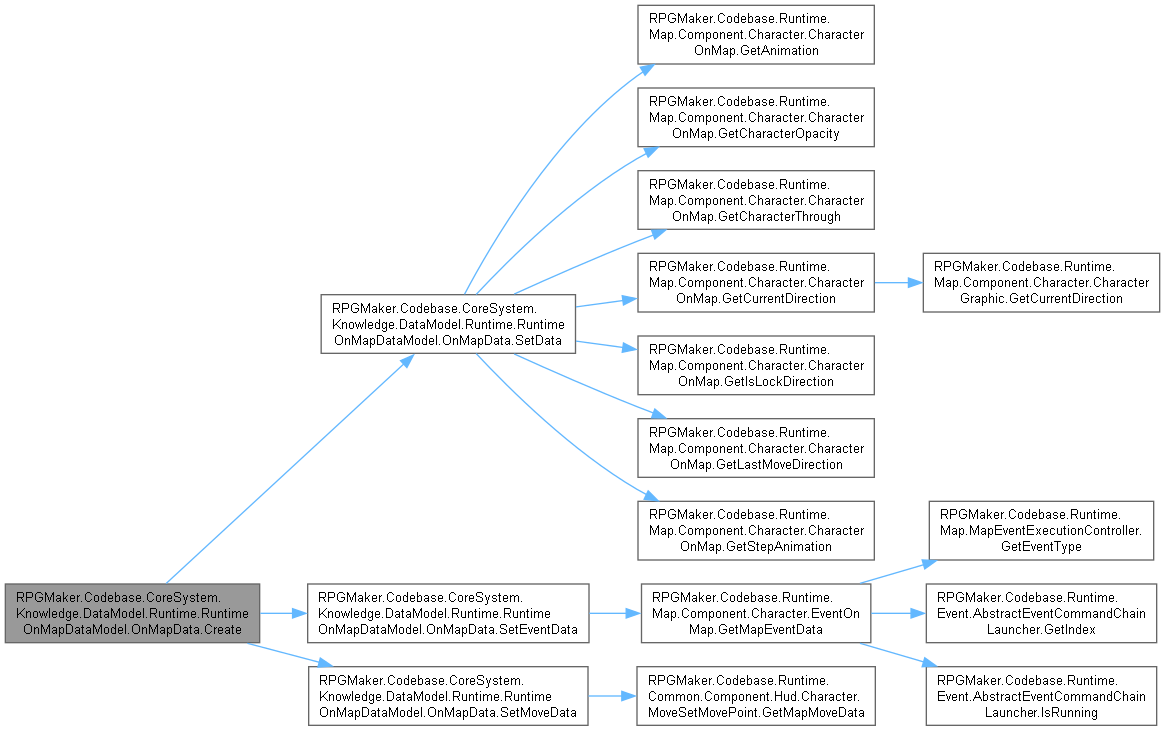 RPGMaker.Codebase.Runtime.
Map.Component.Character.Character
OnMap.GetAnimation
RPGMaker.Codebase.Runtime.
Map.Component.Character.Character
OnMap.GetCharacterOpacity
RPGMaker.Codebase.Runtime.
Map.Component.Character.Character
OnMap.GetCharacterThrough
RPGMaker.Codebase.Runtime.
Map.Component.Character.Character
OnMap.GetCurrentDirection
RPGMaker.Codebase.Runtime.
Map.Component.Character.Character
Graphic.GetCurrentDirection
RPGMaker.Codebase.CoreSystem.
Knowledge.DataModel.Runtime.Runtime
OnMapDataModel.OnMapData.SetData
RPGMaker.Codebase.Runtime.
Map.Component.Character.Character
OnMap.GetIsLockDirection
RPGMaker.Codebase.Runtime.
Map.Component.Character.Character
OnMap.GetLastMoveDirection
RPGMaker.Codebase.Runtime.
Map.Component.Character.Character
OnMap.GetStepAnimation
RPGMaker.Codebase.Runtime.
Map.MapEventExecutionController.
GetEventType
RPGMaker.Codebase.CoreSystem.
Knowledge.DataModel.Runtime.Runtime
OnMapDataModel.OnMapData.Create
RPGMaker.Codebase.CoreSystem.
Knowledge.DataModel.Runtime.Runtime
OnMapDataModel.OnMapData.SetEventData
RPGMaker.Codebase.Runtime.
Map.Component.Character.EventOn
Map.GetMapEventData
RPGMaker.Codebase.Runtime.
Event.AbstractEventCommandChain
Launcher.GetIndex
RPGMaker.Codebase.CoreSystem.
Knowledge.DataModel.Runtime.Runtime
OnMapDataModel.OnMapData.SetMoveData
RPGMaker.Codebase.Runtime.
Common.Component.Hud.Character.
MoveSetMovePoint.GetMapMoveData
RPGMaker.Codebase.Runtime.
Event.AbstractEventCommandChain
Launcher.IsRunning